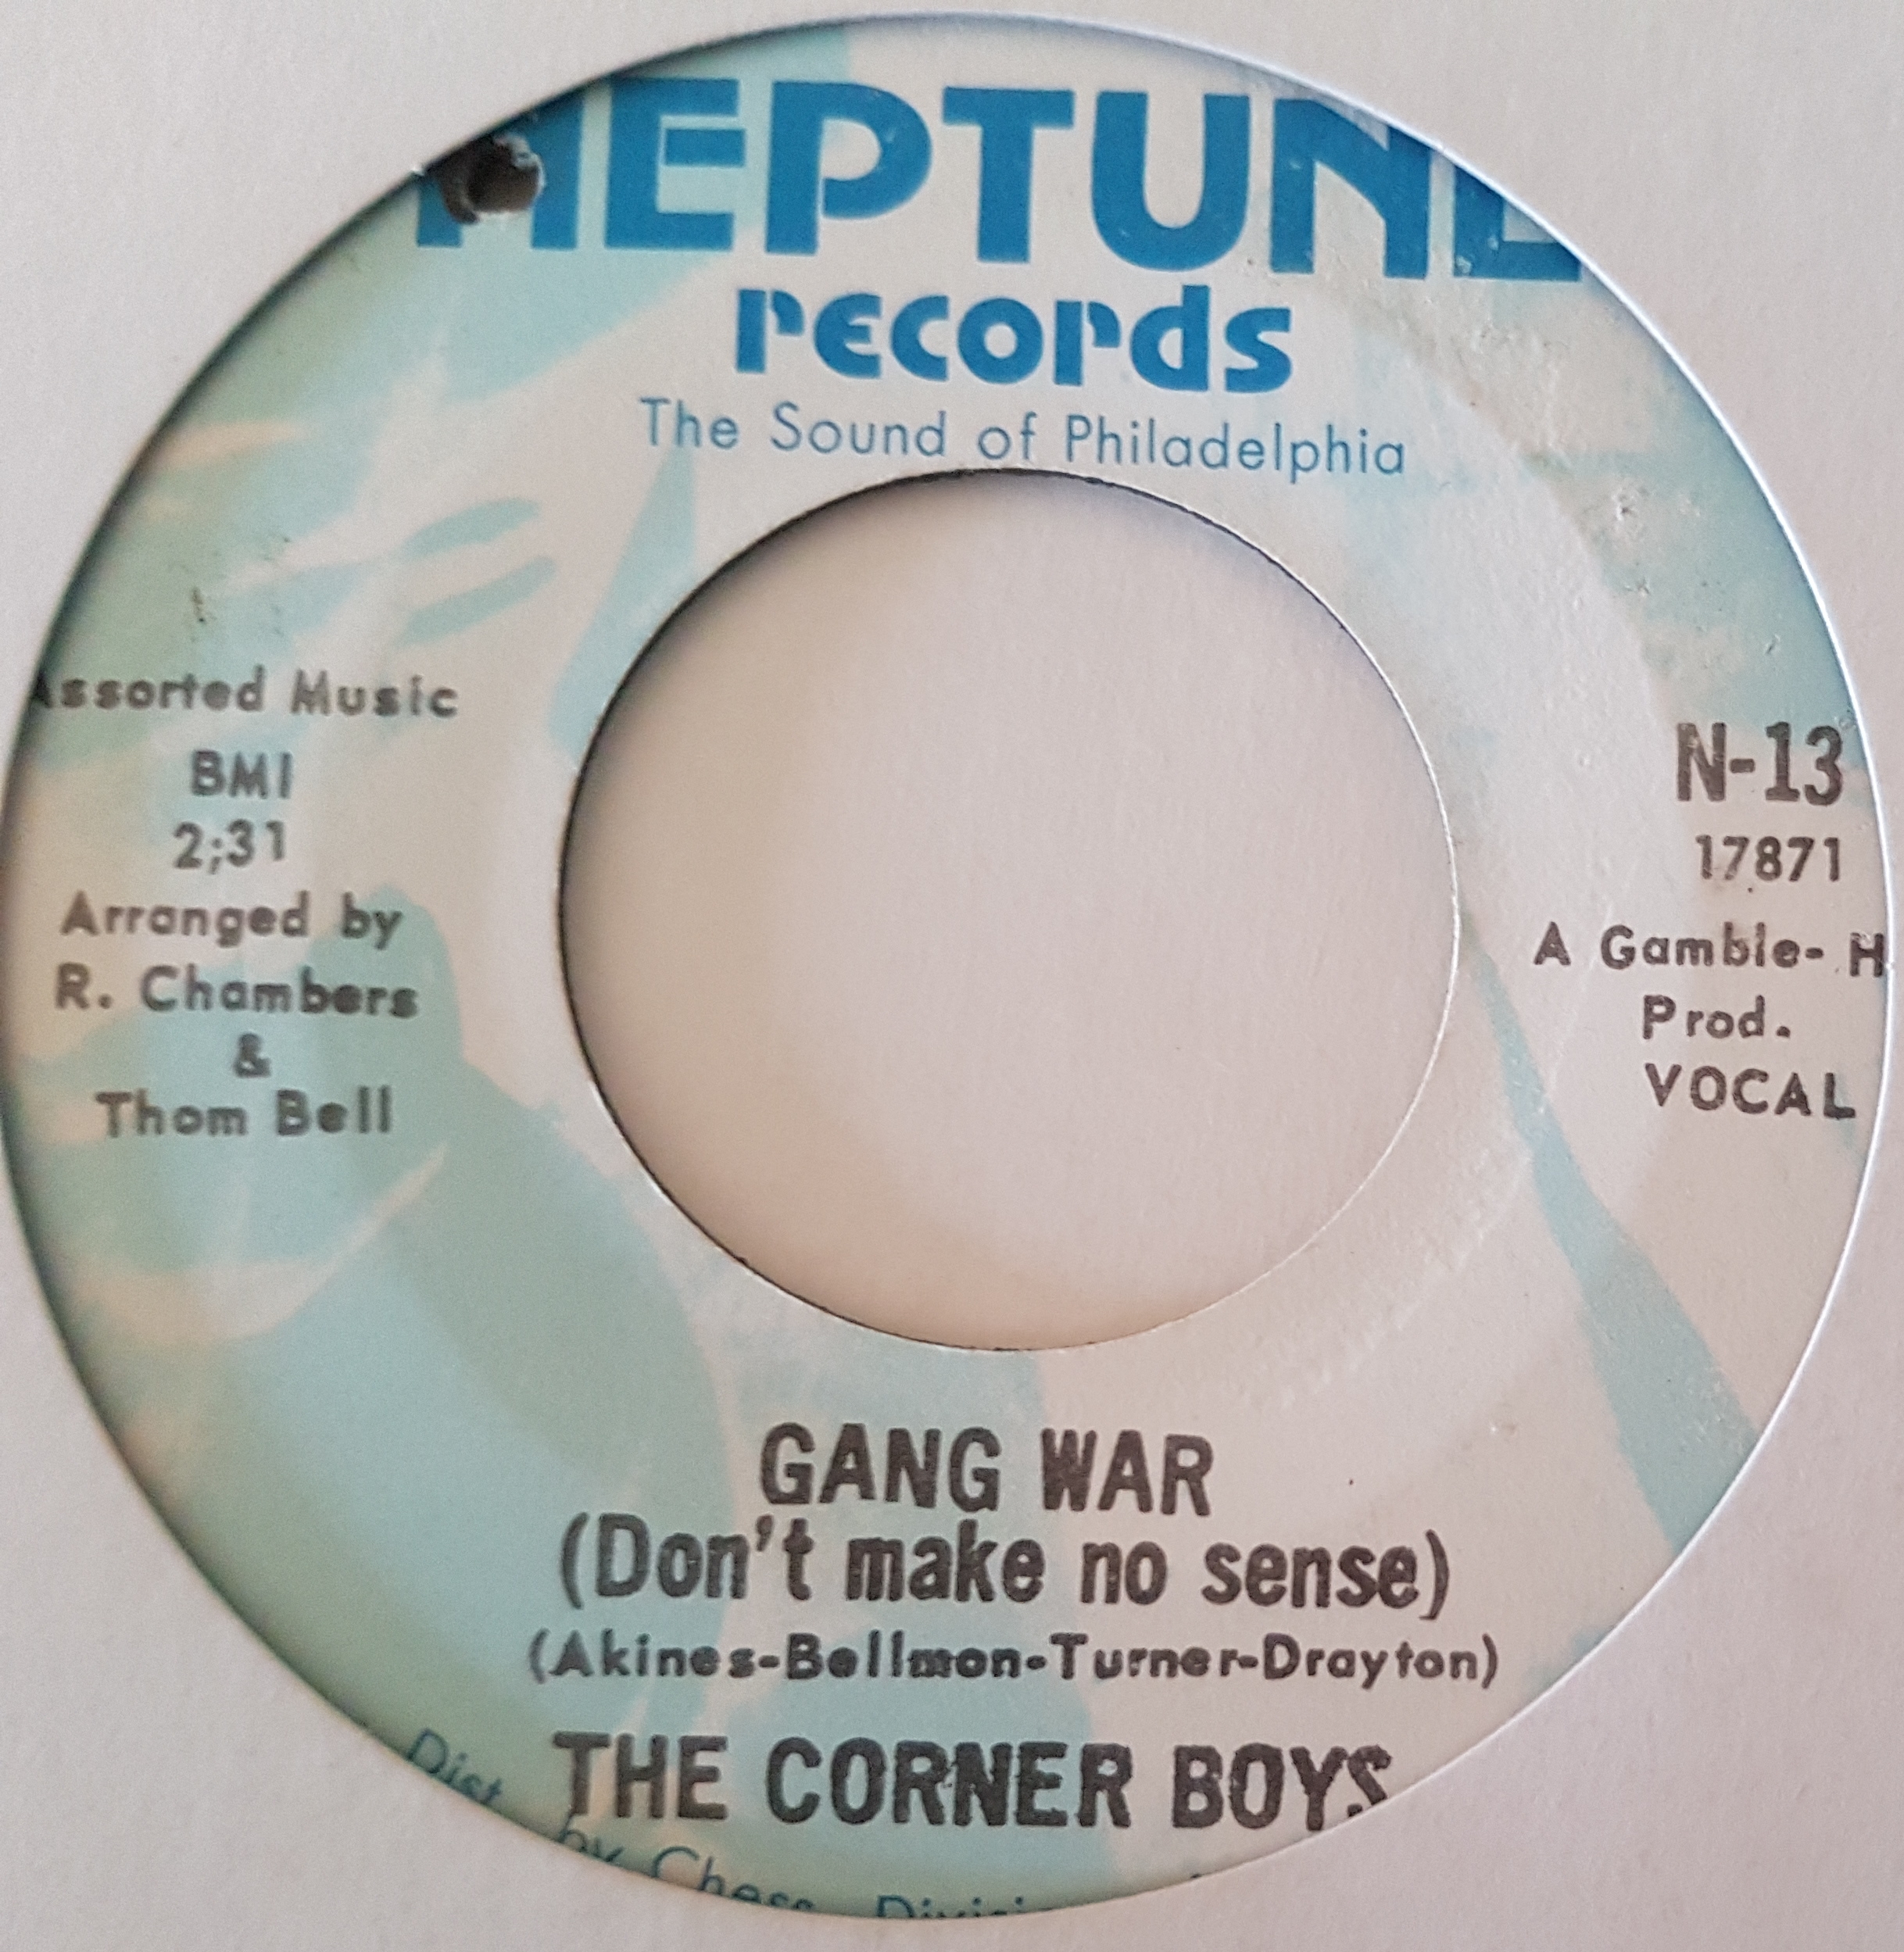 NEPTUNE
records
The Sound of Philadelphia
Assorted Music
BMI
2;31
Arranged by
R. Chambers
&
Thom Bell
N-13
17871
A Gamble- H
Prod.
VOCAL
GANG WAR
(Don't make no sense)
(Akines-Bellmon-Turner-Drayton)
THE CORNER BOYS
Dist. by Chess